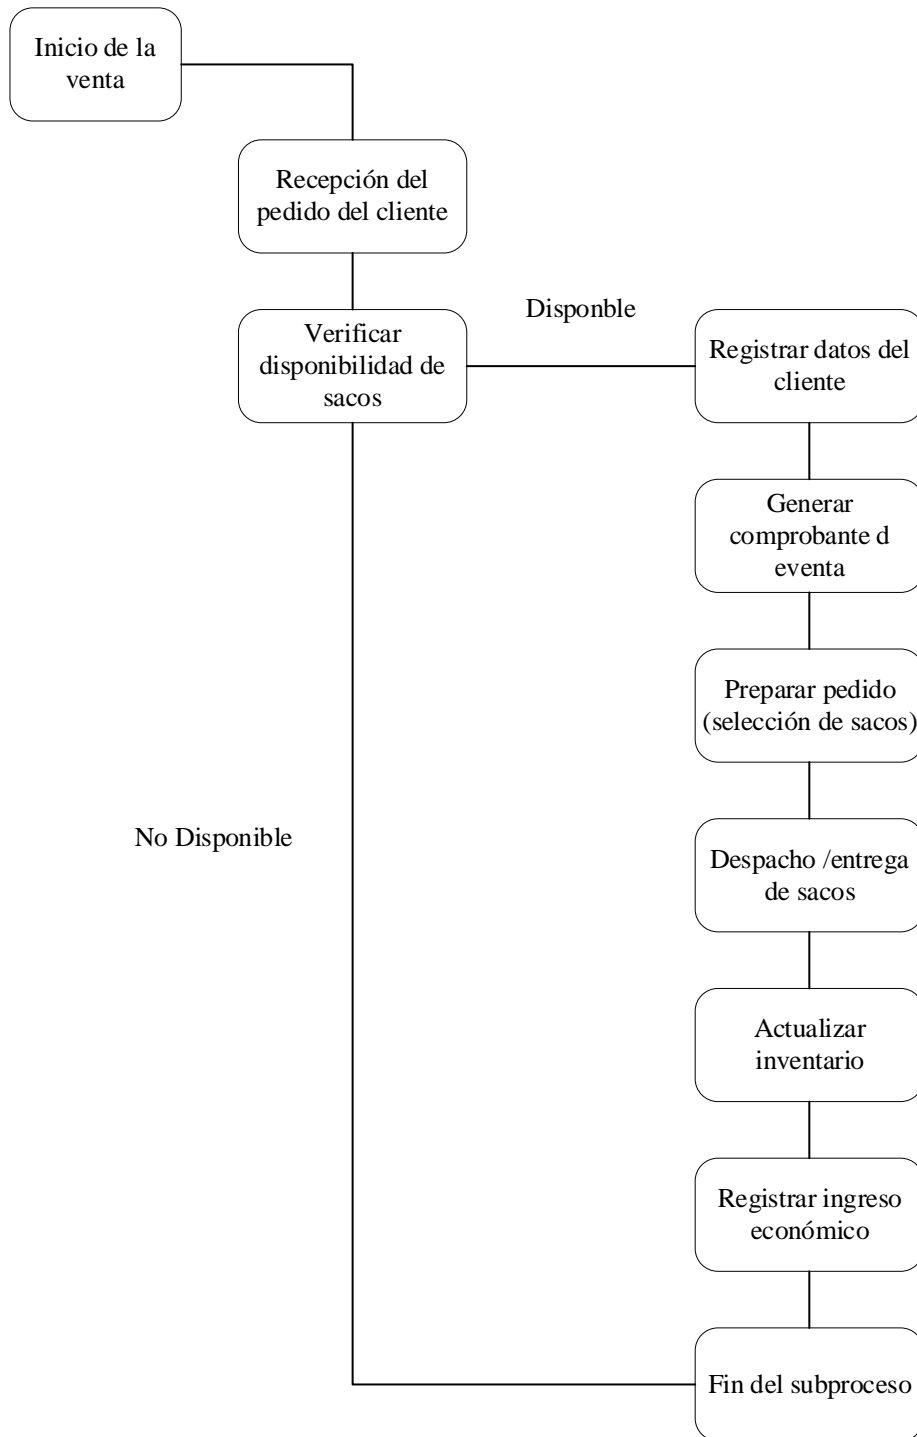 Inicio de la
venta
Recepción del
pedido del cliente
Verificar
disponibilidad de
sacos
Disponble
Registrar datos del
cliente
Generar
comprobante d
eventa
Preparar pedido
(selección de sacos)
No Disponible
Despacho /entrega
de sacos
Actualizar
inventario
Registrar ingreso
económico
Fin del subproceso